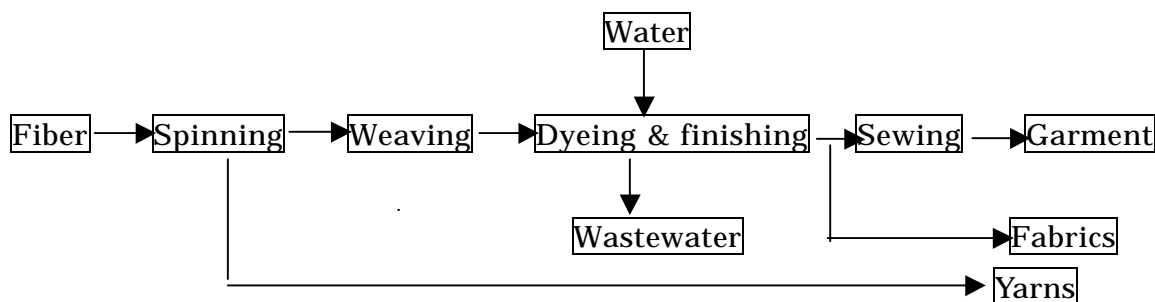 Water
Fiber Spinning Weaving Dyeing & finishing Sewing Garment
Wastewater Fabrics
Yarns